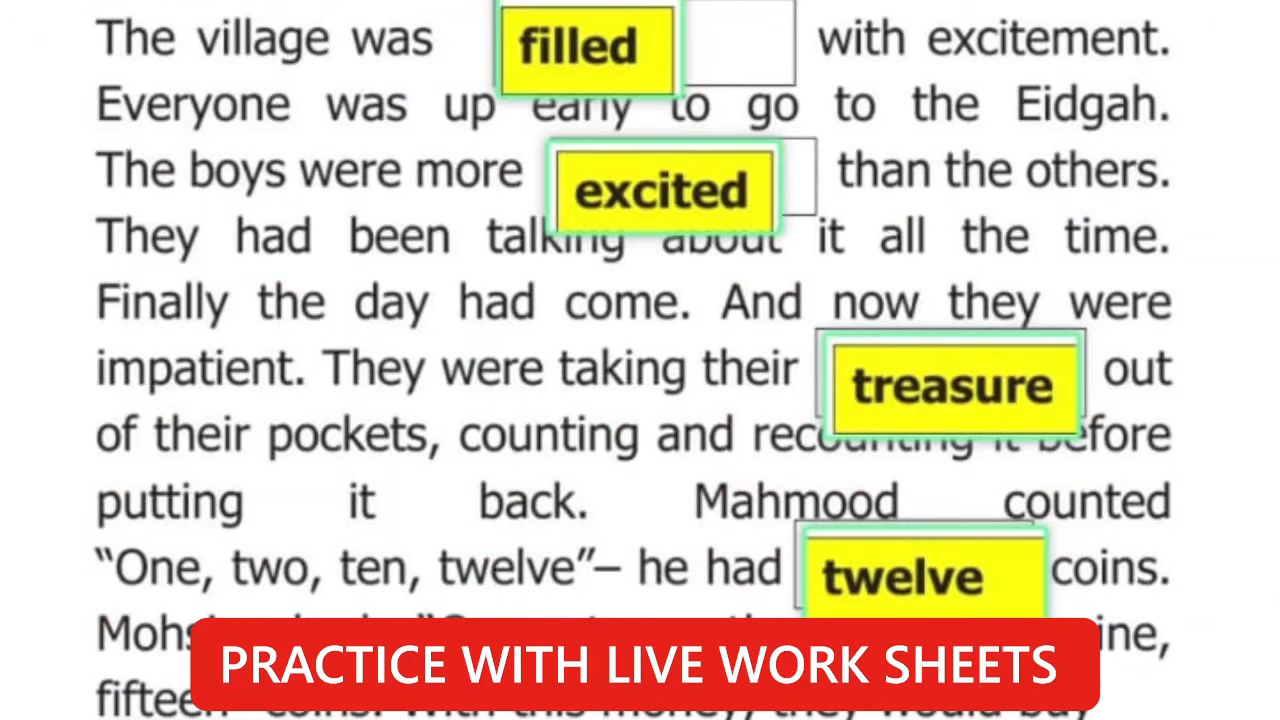 The village was filled with excitement.
Everyone was up early to go to the Eidgah.
The boys were more excited than the others.
They had been talking about it all the time.
Finally the day had come. And now they were
impatient. They were taking their treasure out
of their pockets, counting and recounting it before
putting it back. Mahmood counted
“One, two, ten, twelve”– he had twelve coins.
PRACTICE WITH LIVE WORK SHEETS